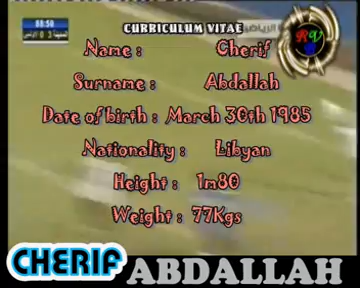 88:50
CURRICULUM VITAE
Name : Cherif
Surname : Abdallah
Date of birth : March 30th 1985
Nationality : Libyan
Height : 1m80
Weight : 77Kgs
CHERIF ABDALLAH